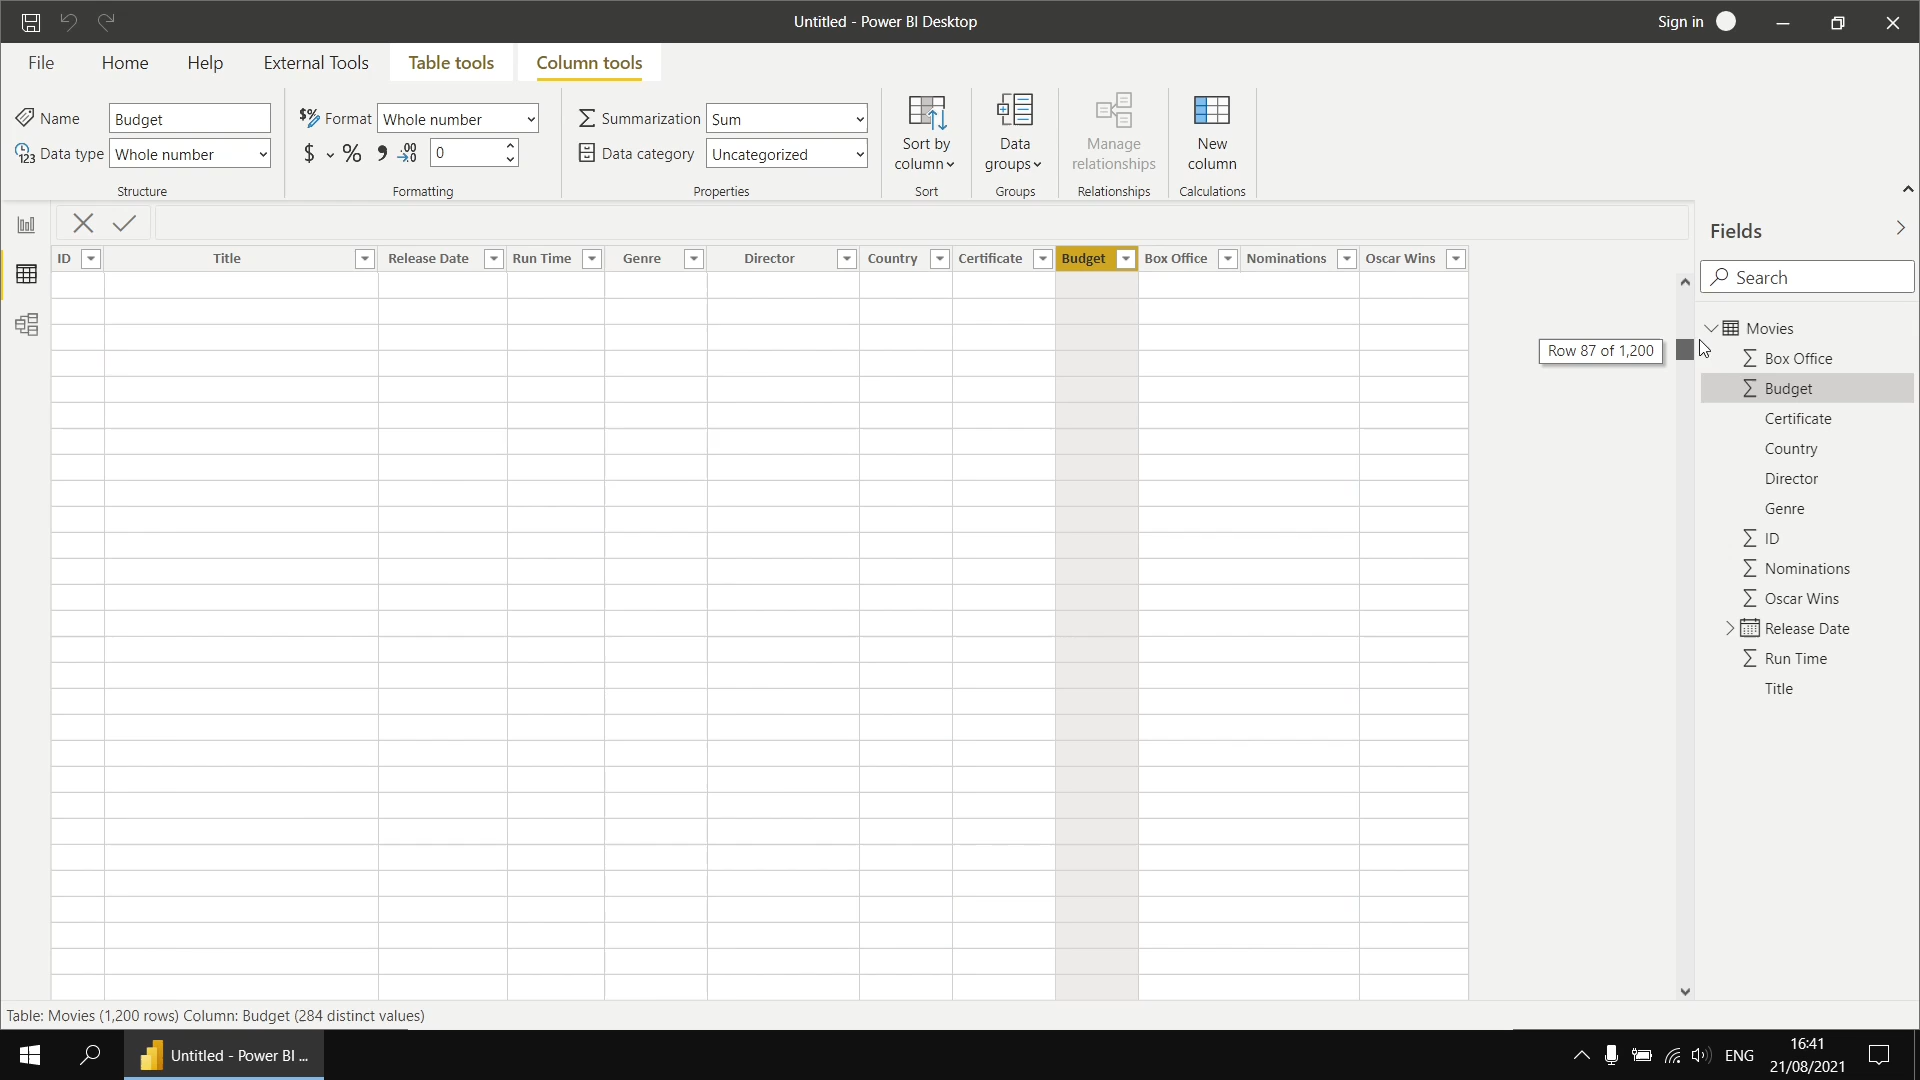 Untitled - Power BI Desktop
Sign in
File Home Help External Tools Table tools Column tools
Name Budget
Format Whole number
Summarization Sum
Data type Whole number
$ % 0
Data category Uncategorized
Sort by column
Data groups
Manage relationships
New column
Structure Formatting Properties Sort Groups Relationships Calculations
ID Title Release Date Run Time Genre Director Country Certificate Budget Box Office Nominations Oscar Wins
Row 87 of 1,200
Fields
Search
Movies
Box Office
Budget
Certificate
Country
Director
Genre
ID
Nominations
Oscar Wins
Release Date
Run Time
Title
Table: Movies (1,200 rows) Column: Budget (284 distinct values)
Untitled - Power BI ...
ENG
16:41
21/08/2021